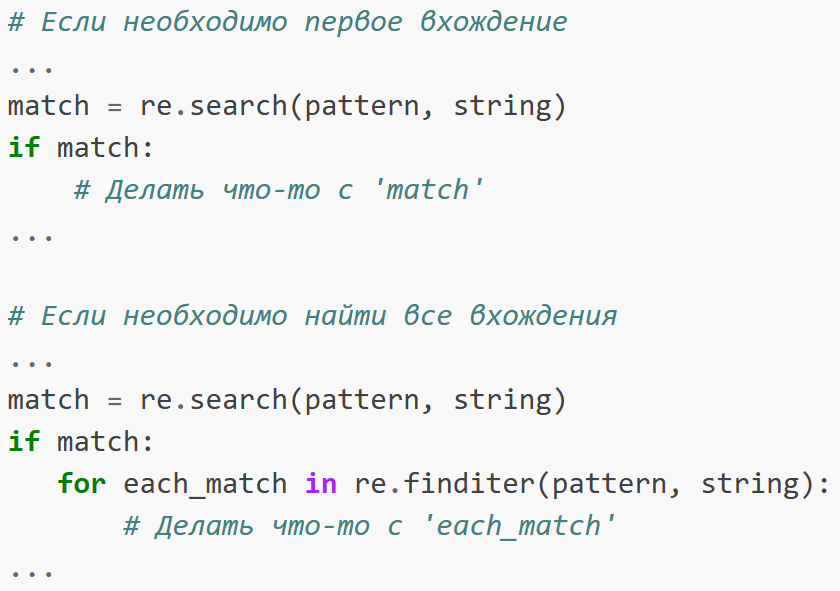 # Если необходимо первое вхождение
...
match = re.search(pattern, string)
if match:
    # Делать что-то с 'match'
...

# Если необходимо найти все вхождения
...
match = re.search(pattern, string)
if match:
   for each_match in re.finditer(pattern, string):
       # Делать что-то с 'each_match'
...